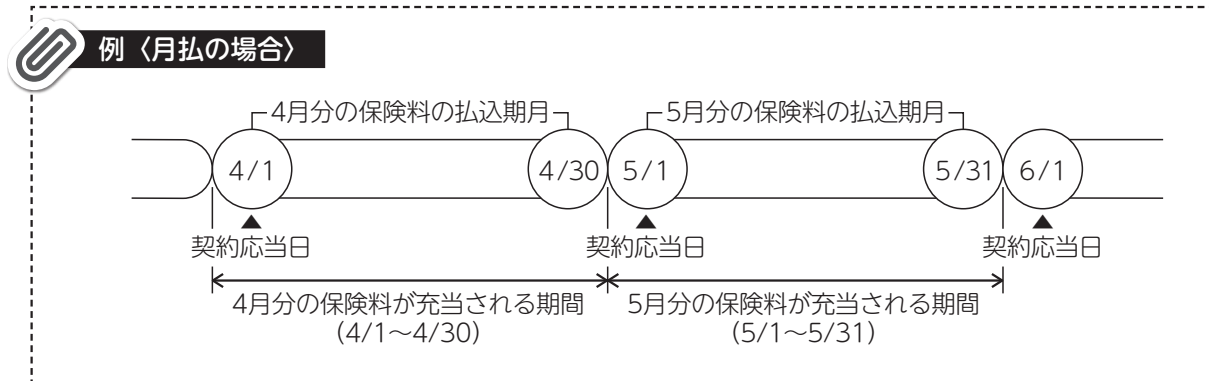 例〈月払の場合〉
4月分の保険料の払込期月
5月分の保険料の払込期月
4/1
4/30
5/1
5/31
6/1
▲
▲
▲
契約応当日
契約応当日
契約応当日
4月分の保険料が充当される期間
(4/1〜4/30)
5月分の保険料が充当される期間
(5/1〜5/31)